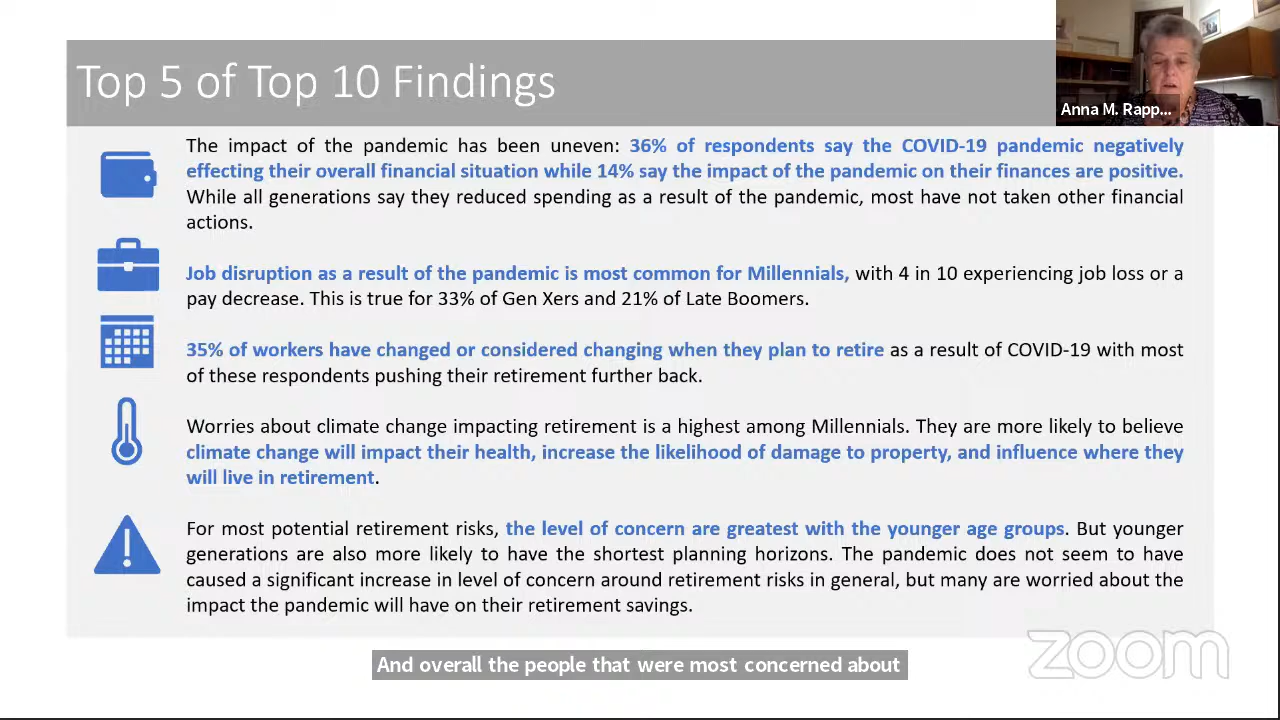 Top 5 of Top 10 Findings
Anna M. Rapp...
The impact of the pandemic has been uneven: 36% of respondents say the COVID-19 pandemic negatively
effecting their overall financial situation while 14% say the impact of the pandemic on their finances are positive.
While all generations say they reduced spending as a result of the pandemic, most have not taken other financial
actions.
Job disruption as a result of the pandemic is most common for Millennials, with 4 in 10 experiencing job loss or a
pay decrease. This is true for 33% of Gen Xers and 21% of Late Boomers.
35% of workers have changed or considered changing when they plan to retire as a result of COVID-19 with most
of these respondents pushing their retirement further back.
Worries about climate change impacting retirement is a highest among Millennials. They are more likely to believe
climate change will impact their health, increase the likelihood of damage to property, and influence where they
will live in retirement.
For most potential retirement risks, the level of concern are greatest with the younger age groups. But younger
generations are also more likely to have the shortest planning horizons. The pandemic does not seem to have
caused a significant increase in level of concern around retirement risks in general, but many are worried about the
impact the pandemic will have on their retirement savings.
zoom
And overall the people that were most concerned about